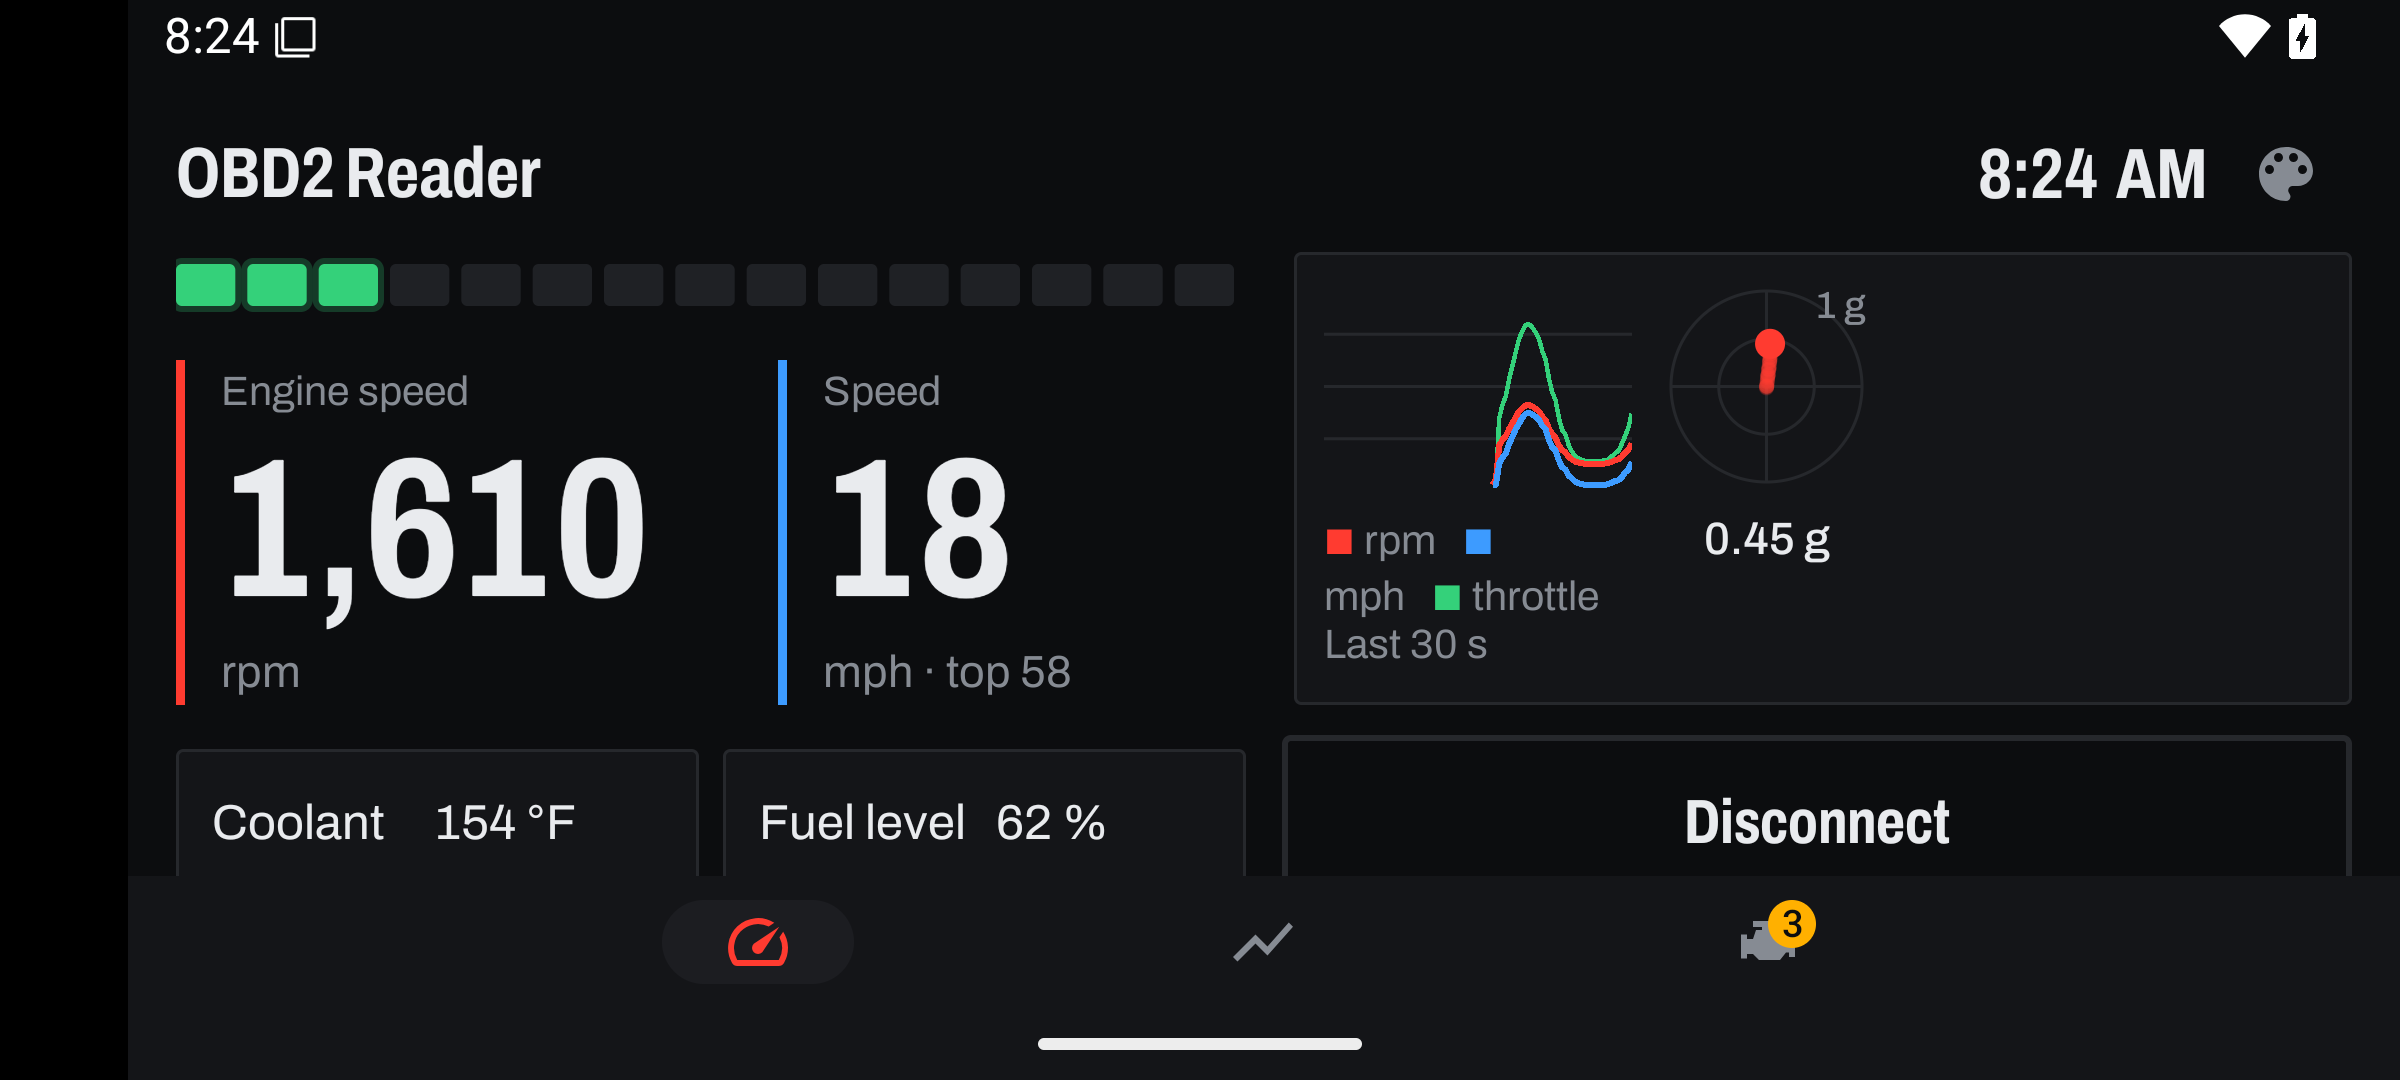 8:24
OBD2 Reader
8:24 AM
Engine speed
1,610
rpm
Speed
18
mph · top 58
1 g
0.45 g
rpm
mph throttle
Last 30 s
Coolant 154 °F
Fuel level 62 %
Disconnect
3